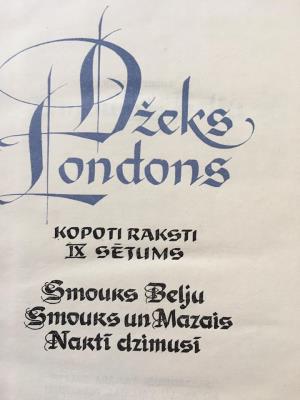 Džeks
Londons
KOPOTI RAKSTI
IX SĒJUMS
Smouks Belju
Smouks un Mazais
Naktī dzimusī